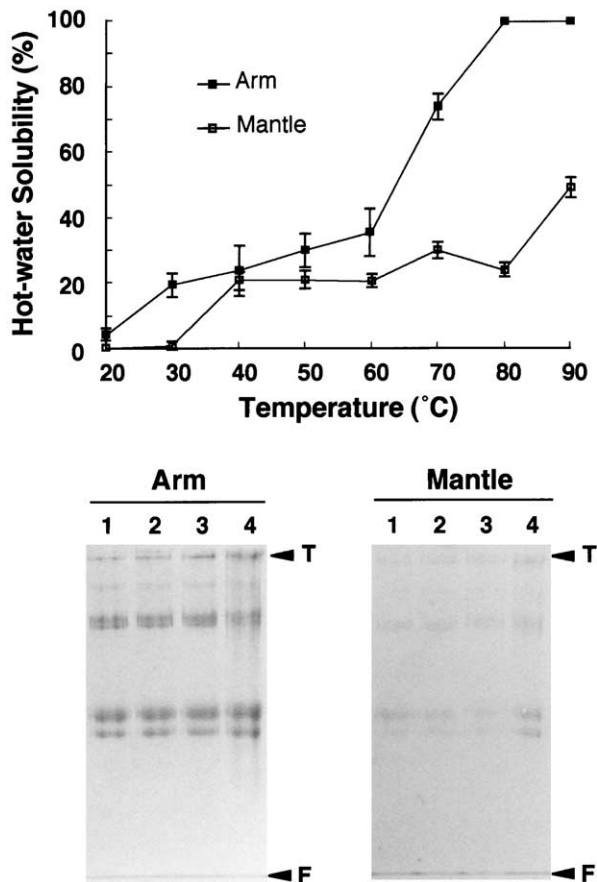 100
80
60
40
20
0
Hot-water Solubility (%)
Arm
Mantle
20 30 40 50 60 70 80 90
Temperature (˚C)
Arm
1 2 3 4
T
F
Mantle
1 2 3 4
T
F